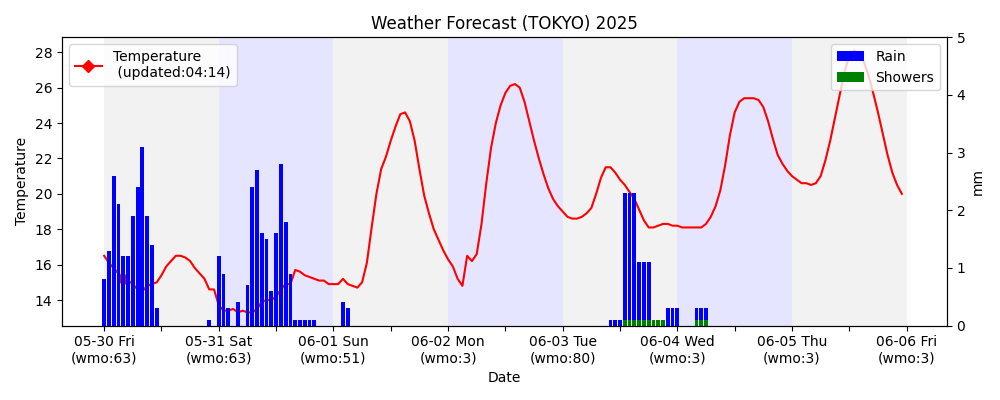 Weather Forecast (TOKYO) 2025
Temperature
(updated:04:14)
Rain
Showers
Temperature
28
26
24
22
20
18
16
14
5
4
3
2
1
0
mm
05-30 Fri
(wmo:63)
05-31 Sat
(wmo:63)
06-01 Sun
(wmo:51)
06-02 Mon
(wmo:3)
06-03 Tue
(wmo:80)
06-04 Wed
(wmo:3)
06-05 Thu
(wmo:3)
06-06 Fri
(wmo:3)
Date